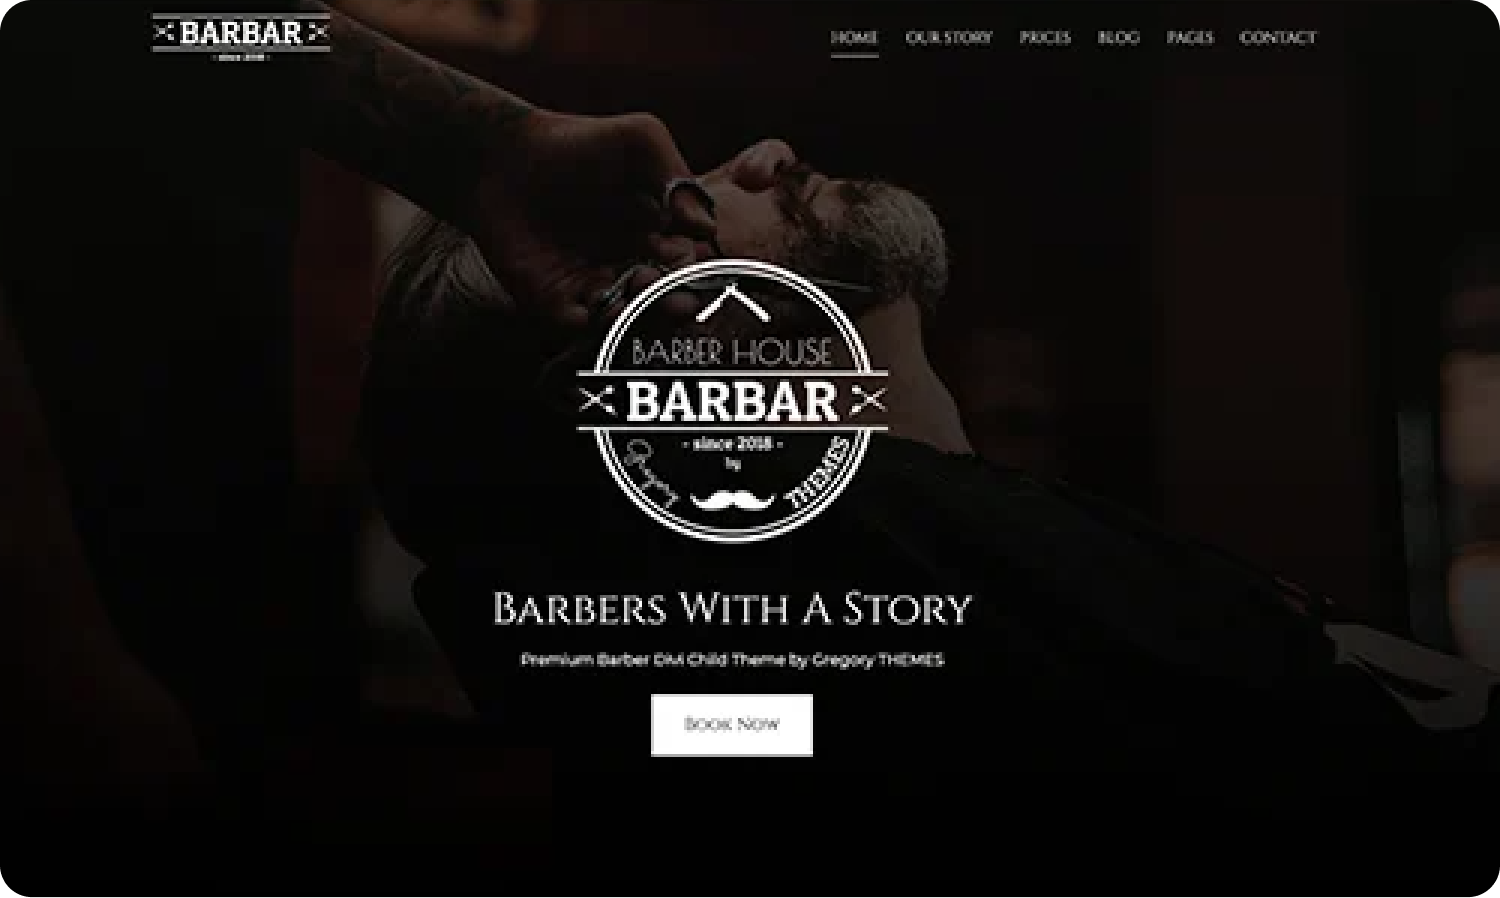 BARBAR
- since 2018 -
HOME OUR STORY PRICES BLOG PAGES CONTACT
BARBER HOUSE
BARBAR
- since 2018 -
by
Gregory THEMES
Barbers With A Story
Premium Barber Divi Child Theme by Gregory THEMES
Book Now